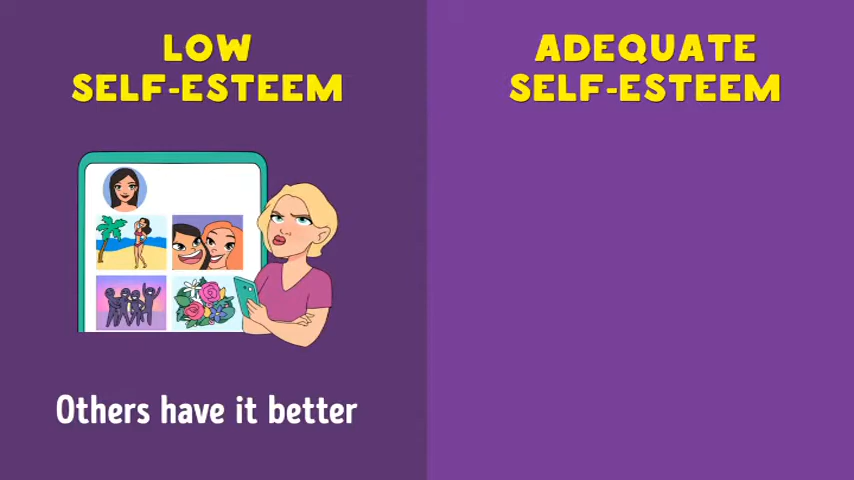 LOW
SELF-ESTEEM
ADEQUATE
SELF-ESTEEM
Others have it better